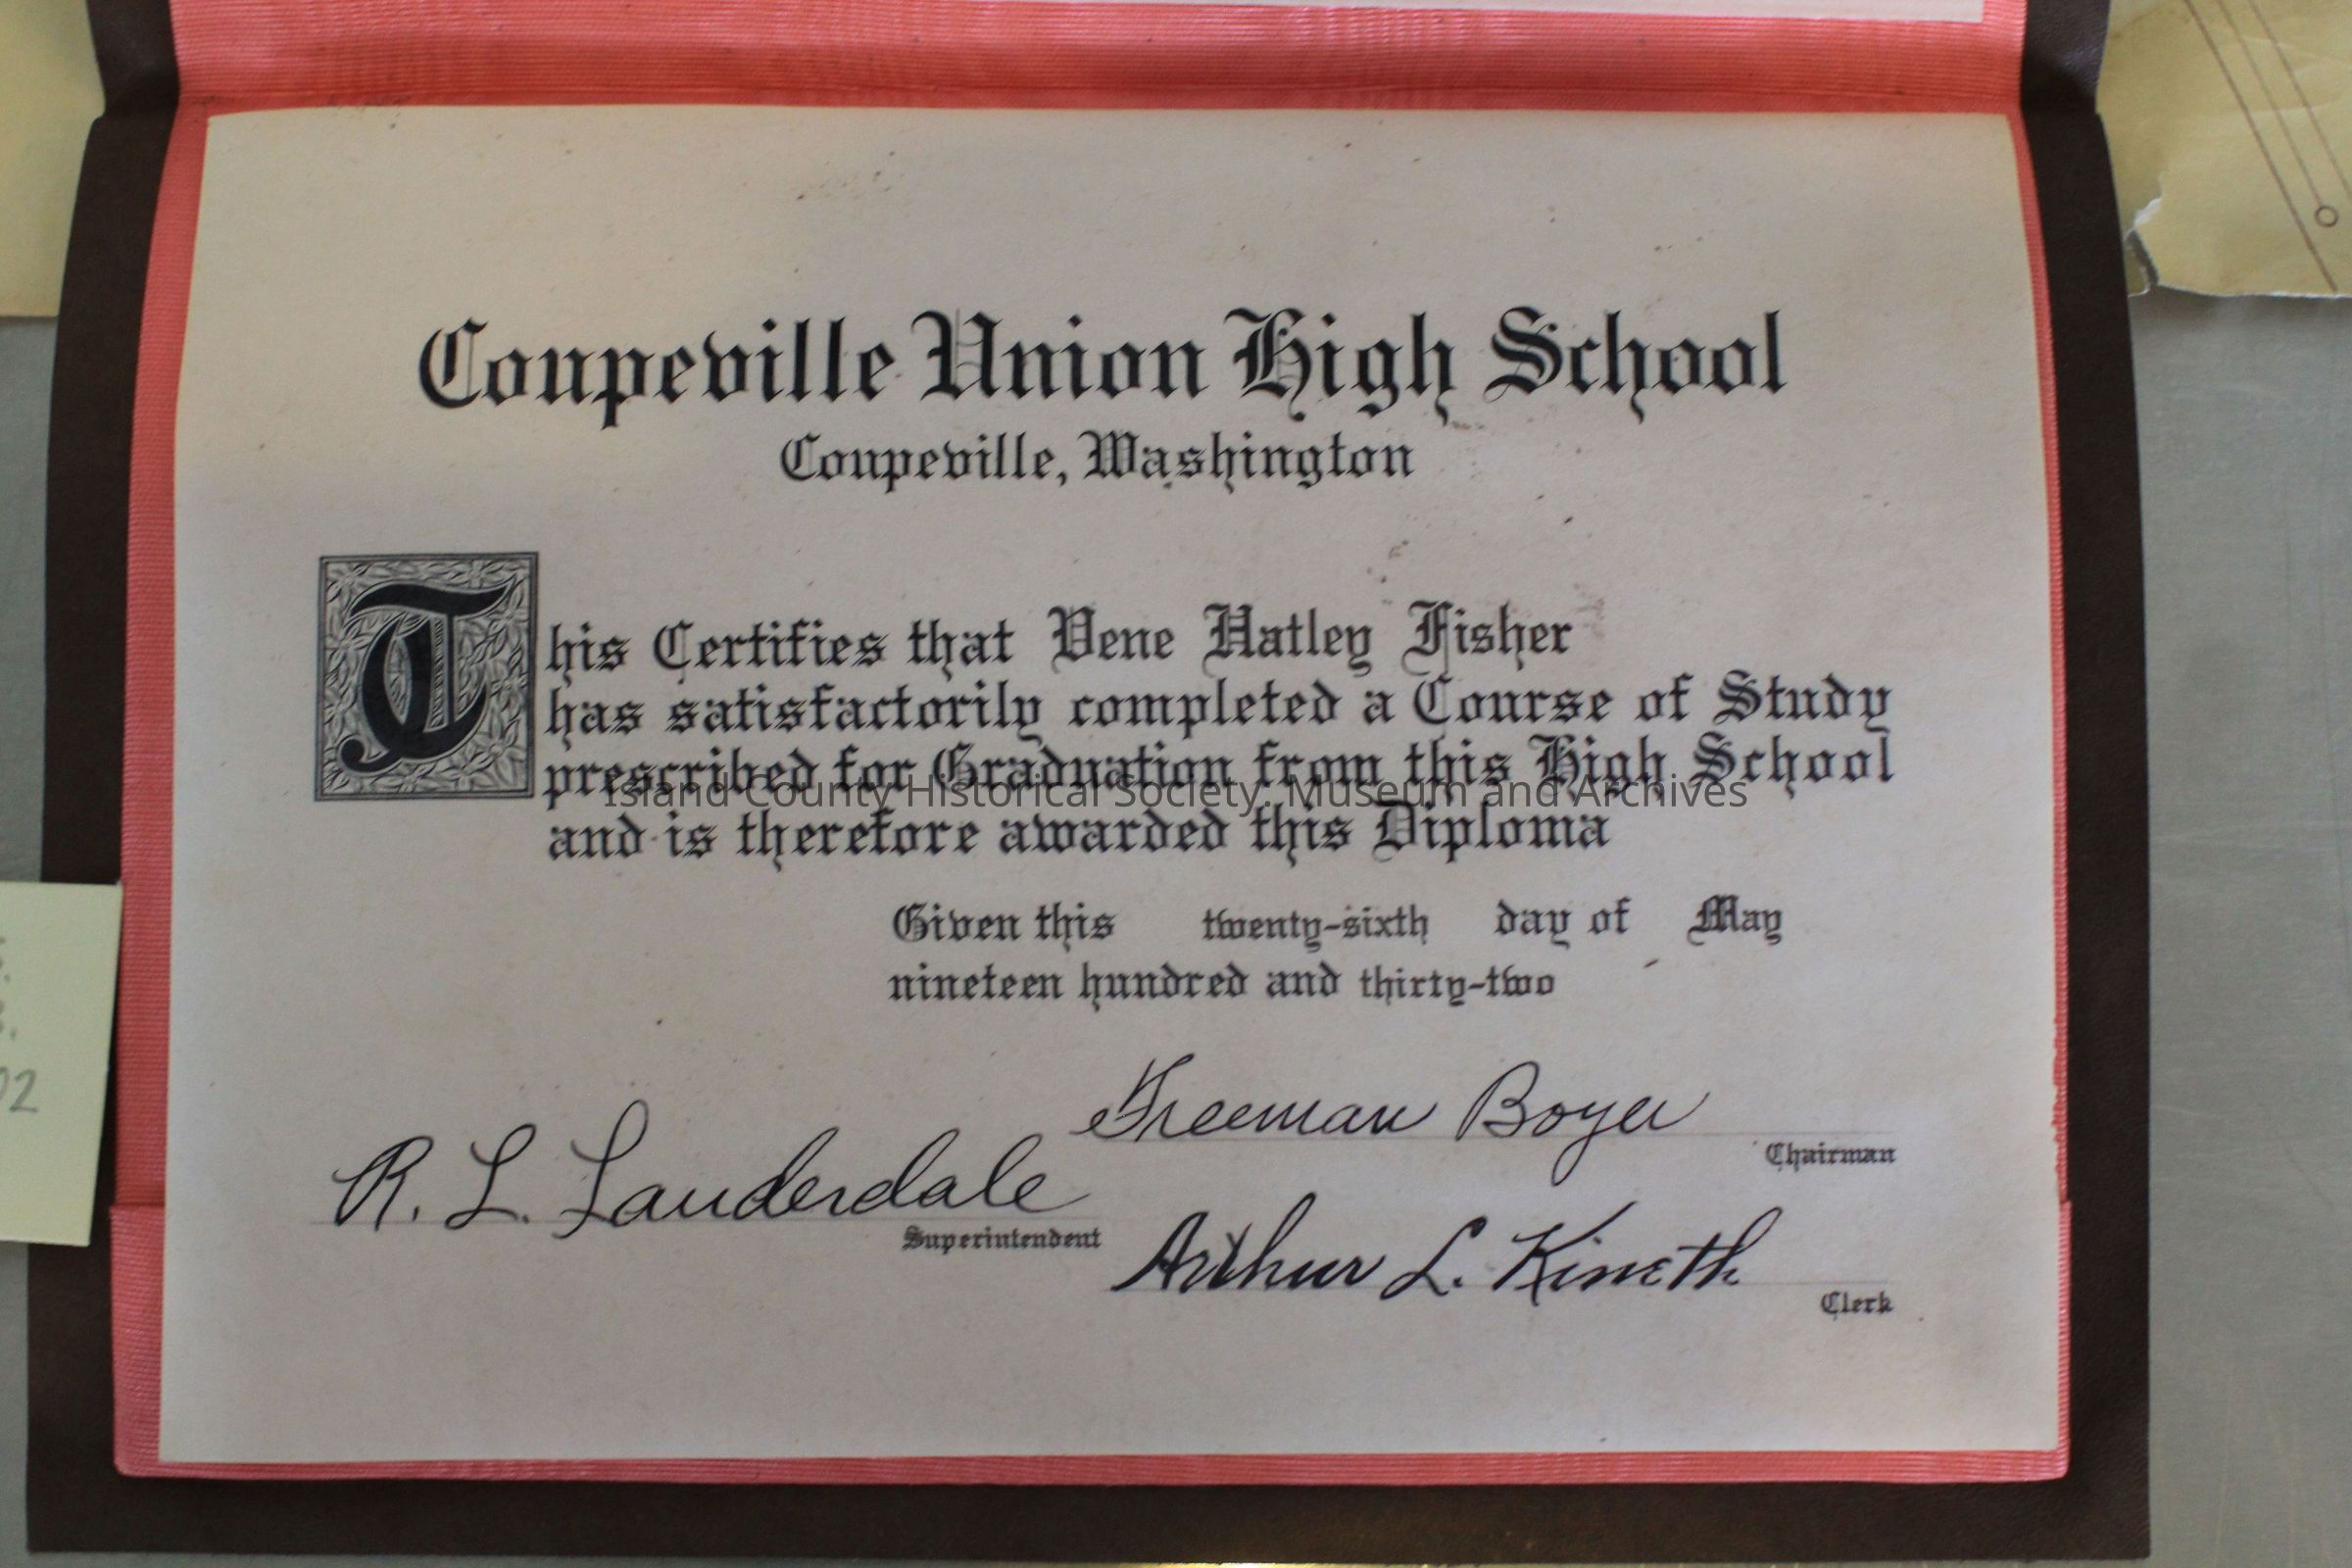 Coupeville Union High School
Coupeville, Washington
This Certifies that Vene Hatley Fisher
has satisfactorily completed a Course of Study
prescribed for Graduation from this High School
Island County Historical Society, Museum and Archives
and is therefore awarded this Diploma
Given this twenty-sixth day of May
nineteen hundred and thirty-two
Freeman Boyer
Chairman
R. L. Lauderdale
Superintendent
Arthur L. Kineth
Clerk
02